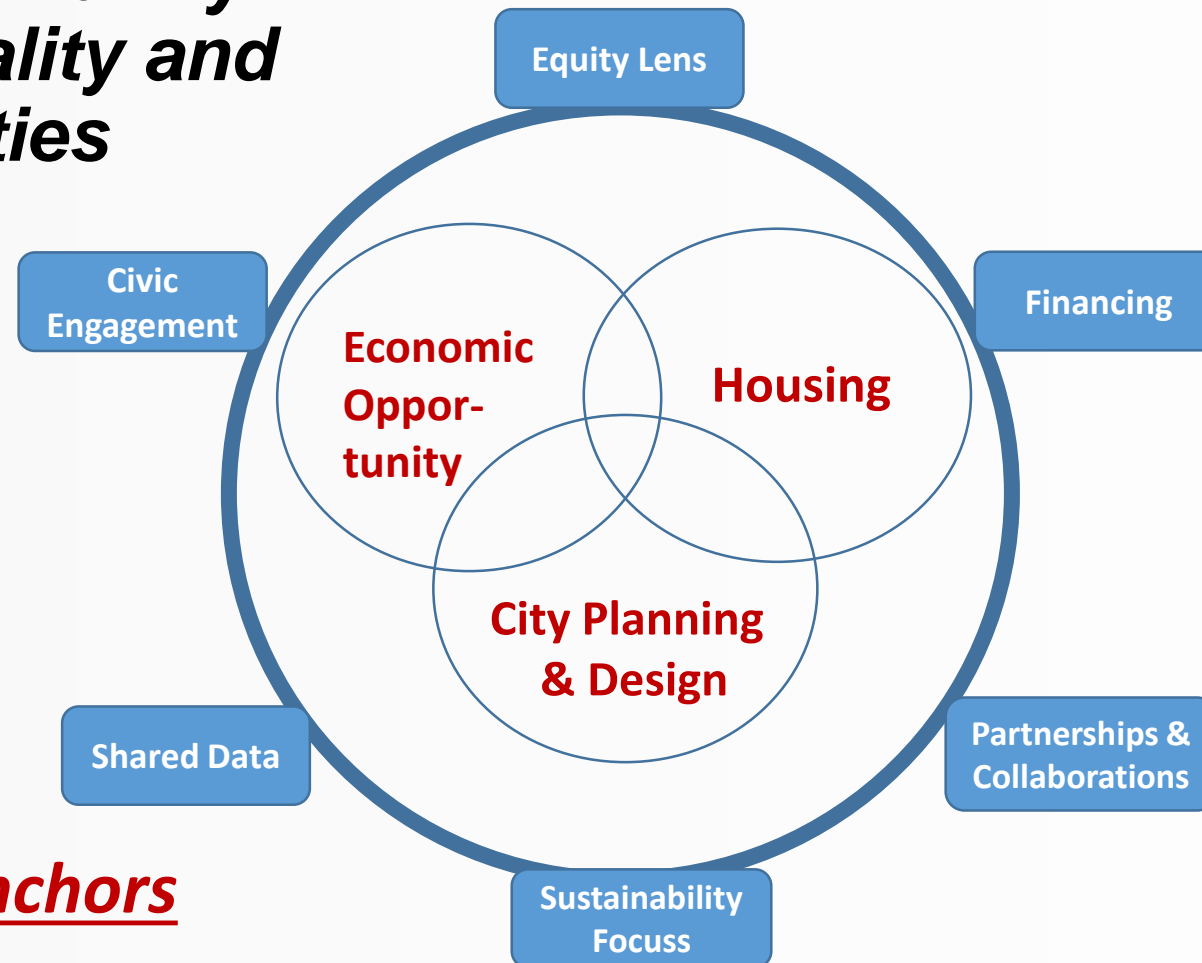 ality and
ties
Equity Lens
Civic
Engagement
Financing
Economic
Oppor-
tunity
Housing
City Planning
& Design
Shared Data
Partnerships &
Collaborations
nchors
Sustainability
Focuss